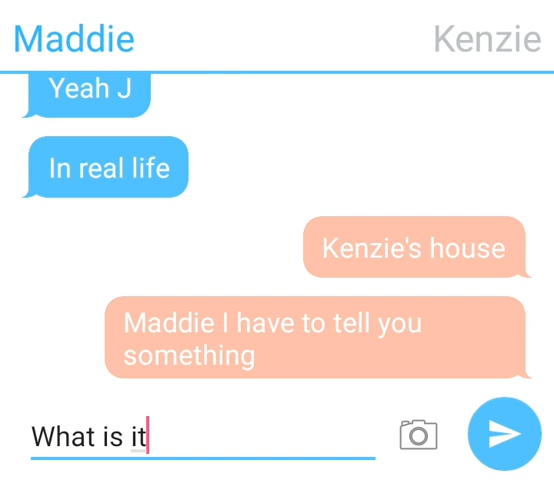 Maddie Kenzie
Yeah J
In real life
Kenzie's house
Maddie I have to tell you
something
What is it